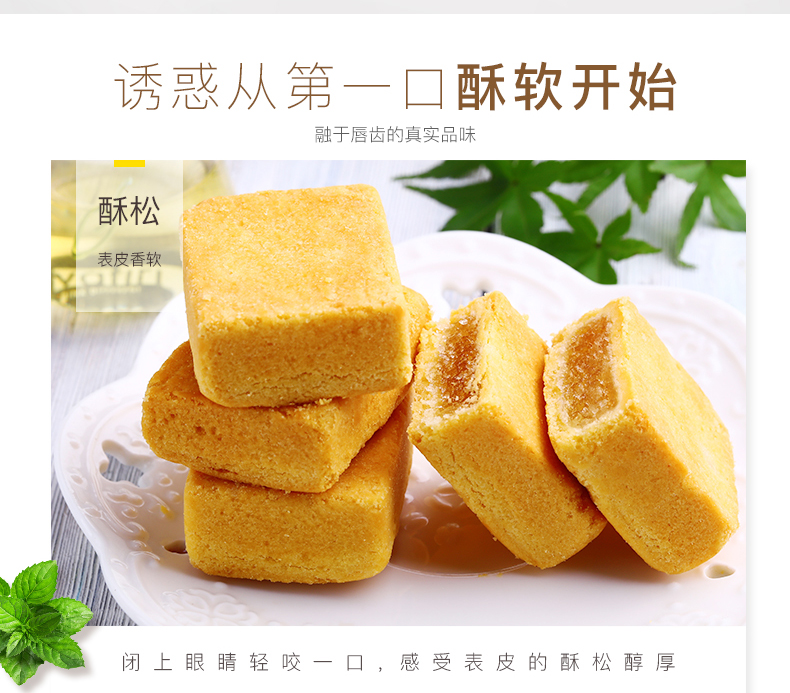 诱惑从第一口酥软开始
融于唇齿的真实品味
酥松
表皮香软
闭上眼睛轻咬一口,感受表皮的酥松醇厚